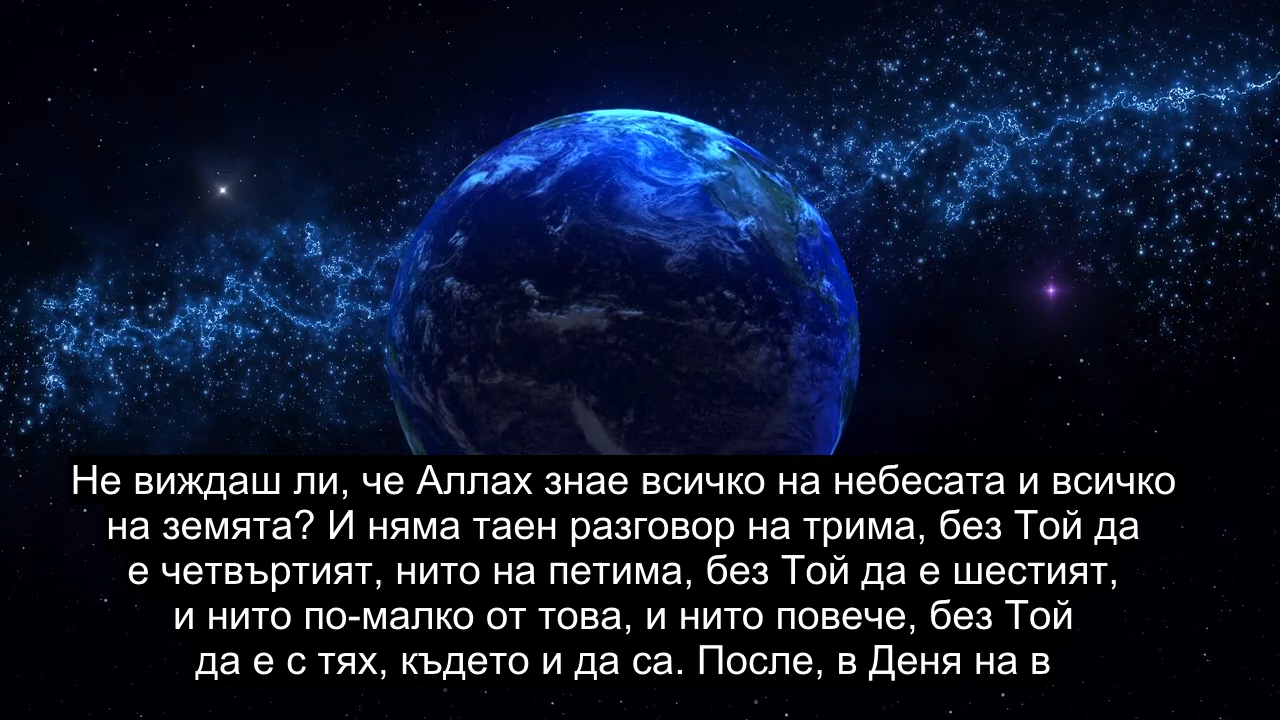 Не виждаш ли, че Аллах знае всичко на небесата и всичко
на земята? И няма таен разговор на трима, без Той да
е четвъртият, нито на петима, без Той да е шестият,
и нито по-малко от това, и нито повече, без Той
да е с тях, където и да са. После, в Деня на в